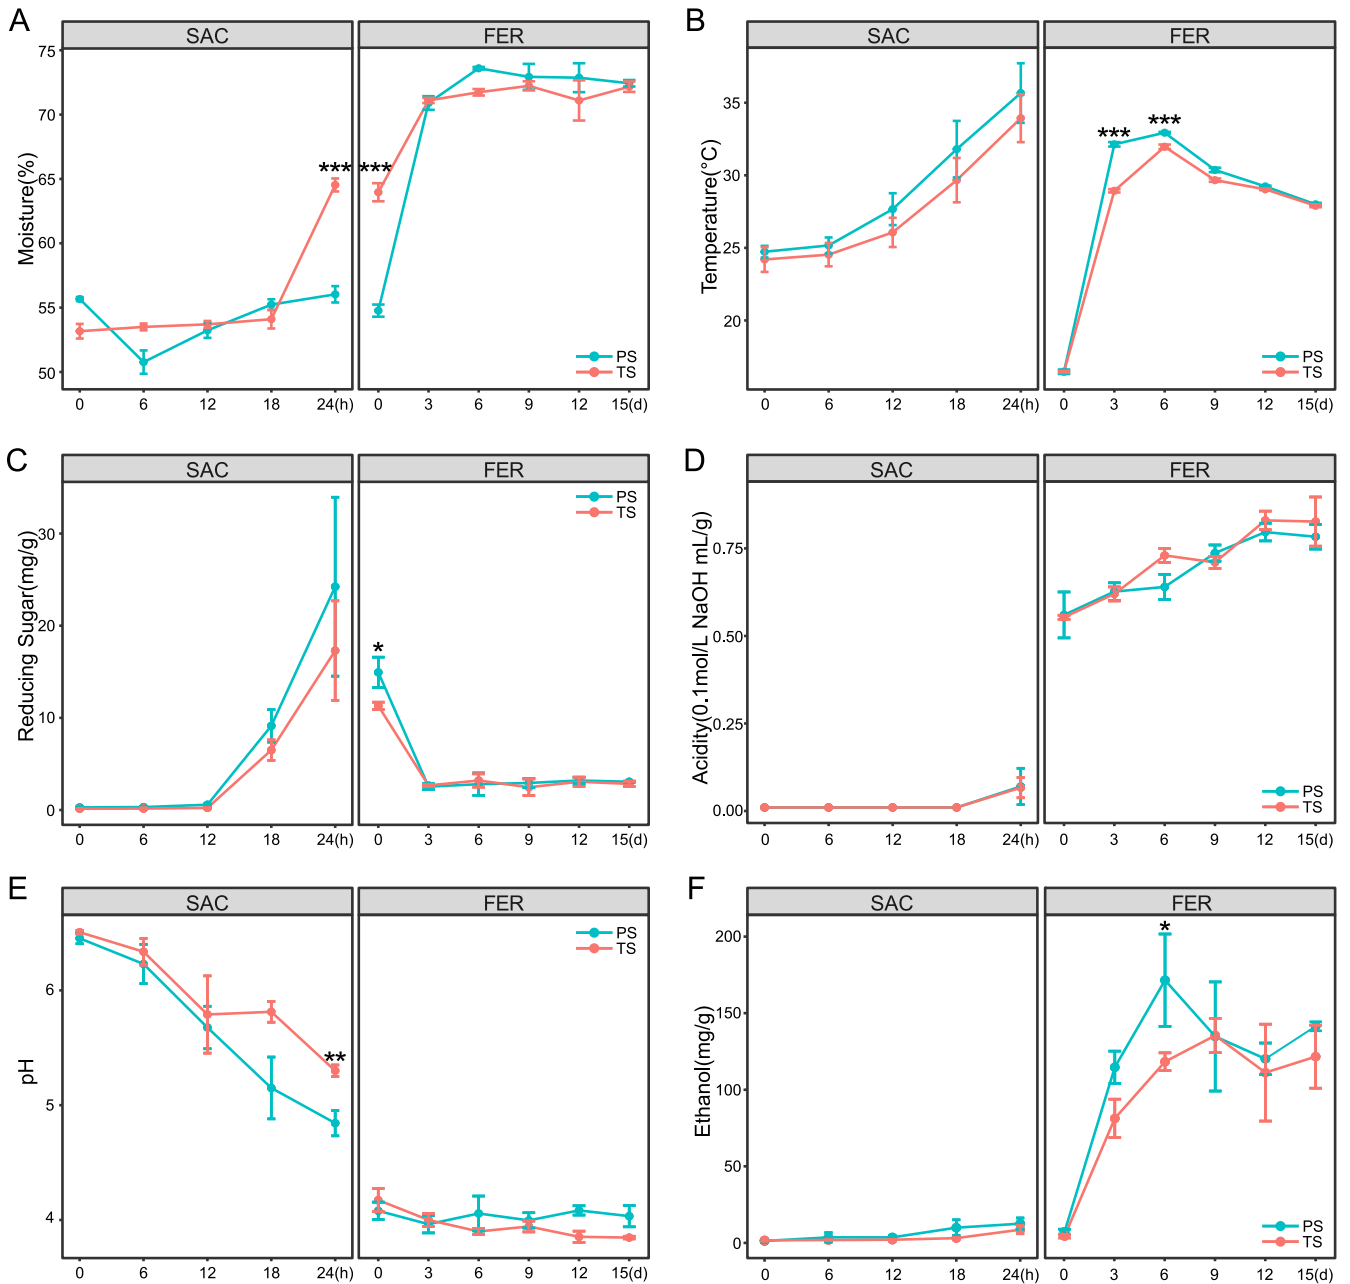 A
SAC FER
Moisture(%)
75
70
65
60
55
50
*** ***
PS
TS
0 6 12 18 24(h) 0 3 6 9 12 15(d)
B
SAC FER
Temperature(°C)
35
30
25
20
*** ***
PS
TS
0 6 12 18 24(h) 0 3 6 9 12 15(d)
C
SAC FER
Reducing Sugar(mg/g)
30
20
10
0
*
PS
TS
0 6 12 18 24(h) 0 3 6 9 12 15(d)
D
SAC FER
Acidity(0.1mol/L NaOH mL/g)
0.75
0.50
0.25
0.00
PS
TS
0 6 12 18 24(h) 0 3 6 9 12 15(d)
E
SAC FER
pH
6
5
4
**
PS
TS
0 6 12 18 24(h) 0 3 6 9 12 15(d)
F
SAC FER
Ethanol(mg/g)
200
150
100
50
0
*
PS
TS
0 6 12 18 24(h) 0 3 6 9 12 15(d)